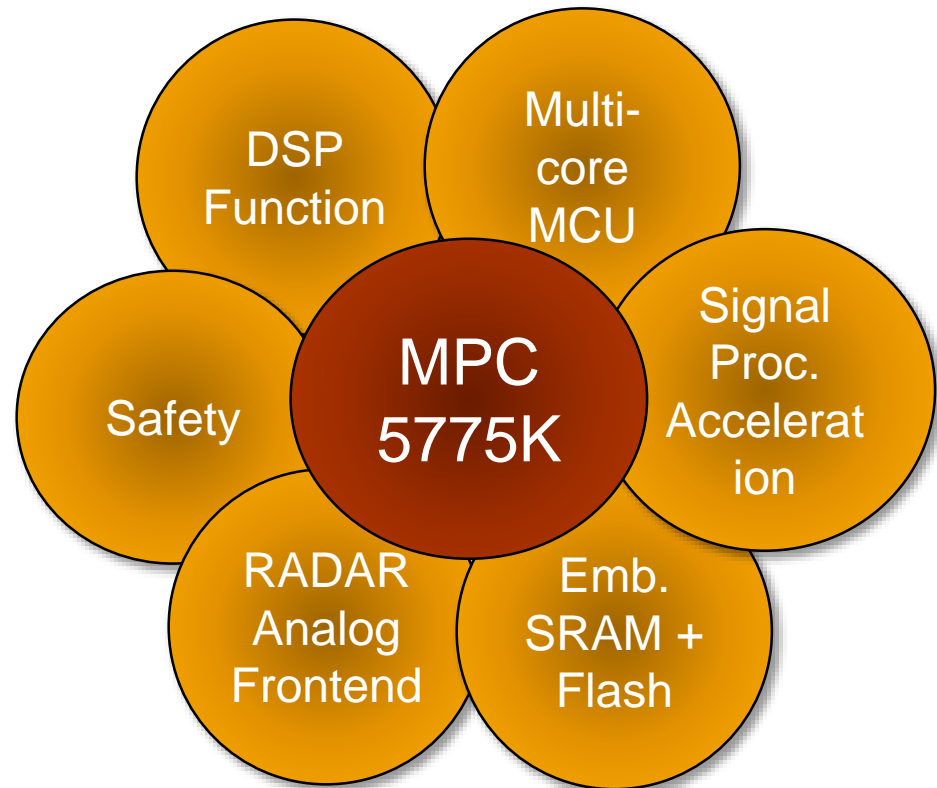 DSP
Function
Multi-
core
MCU
Signal
Proc.
Accelerat
ion
MPC
5775K
Safety
RADAR
Analog
Frontend
Emb.
SRAM +
Flash